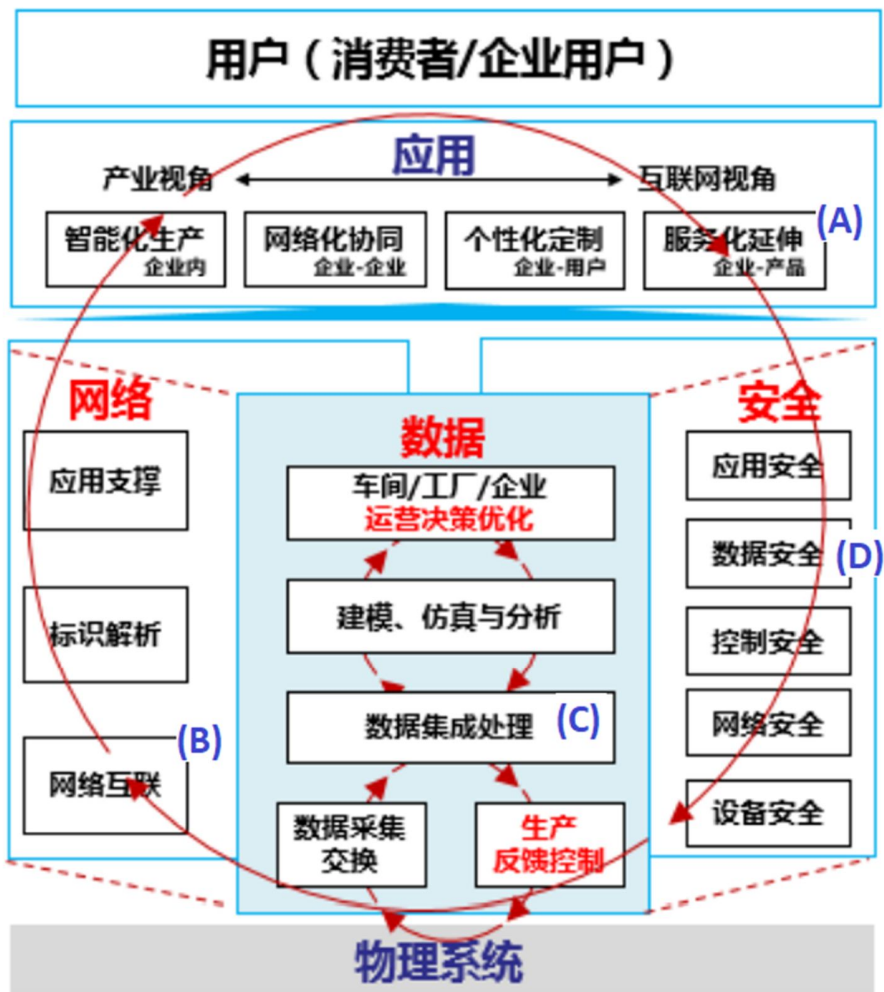 用户（消费者/企业用户）
应用
产业视角
互联网视角
智能化生产
企业内
网络化协同
企业-企业
个性化定制
企业-用户
服务化延伸
企业-产品
(A)
网络
应用支撑
标识解析
(B)
网络互联
数据
车间/工厂/企业
运营决策优化
建模、仿真与分析
数据集成处理
(C)
数据采集
交换
生产
反馈控制
安全
应用安全
数据安全
(D)
控制安全
网络安全
设备安全
物理系统